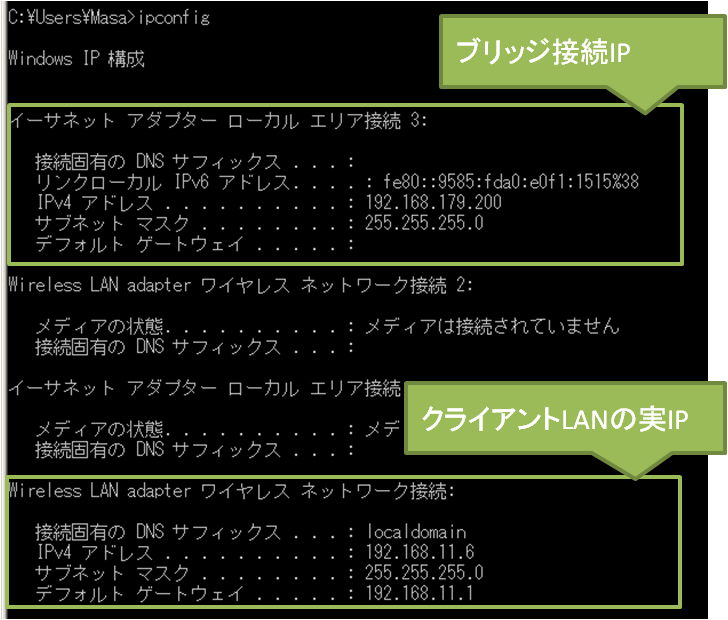 C:¥Users¥Masa>ipconfig
Windows IP 構成
ブリッジ接続IP
イーサネット アダプター ローカル エリア接続 3:
接続固有の DNS サフィックス . . . :
リンクローカル IPv6 アドレス. . . . : fe80::9585:fda0:e0f1:1515%38
IPv4 アドレス . . . . . . . . . . : 192.168.179.200
サブネット マスク . . . . . . . . : 255.255.255.0
デフォルト ゲートウェイ . . . . . :
Wireless LAN adapter ワイヤレス ネットワーク接続 2:
メディアの状態. . . . . . . . . . : メディアは接続されていません
接続固有の DNS サフィックス . . . :
イーサネット アダプター ローカル エリア接続
クライアントLANの実IP
メディアの状態. . . . . . . . . . : メデ
接続固有の DNS サフィックス . . . :
Wireless LAN adapter ワイヤレス ネットワーク接続:
接続固有の DNS サフィックス . . . : localdomain
IPv4 アドレス . . . . . . . . . . : 192.168.11.6
サブネット マスク . . . . . . . . : 255.255.255.0
デフォルト ゲートウェイ . . . . . : 192.168.11.1